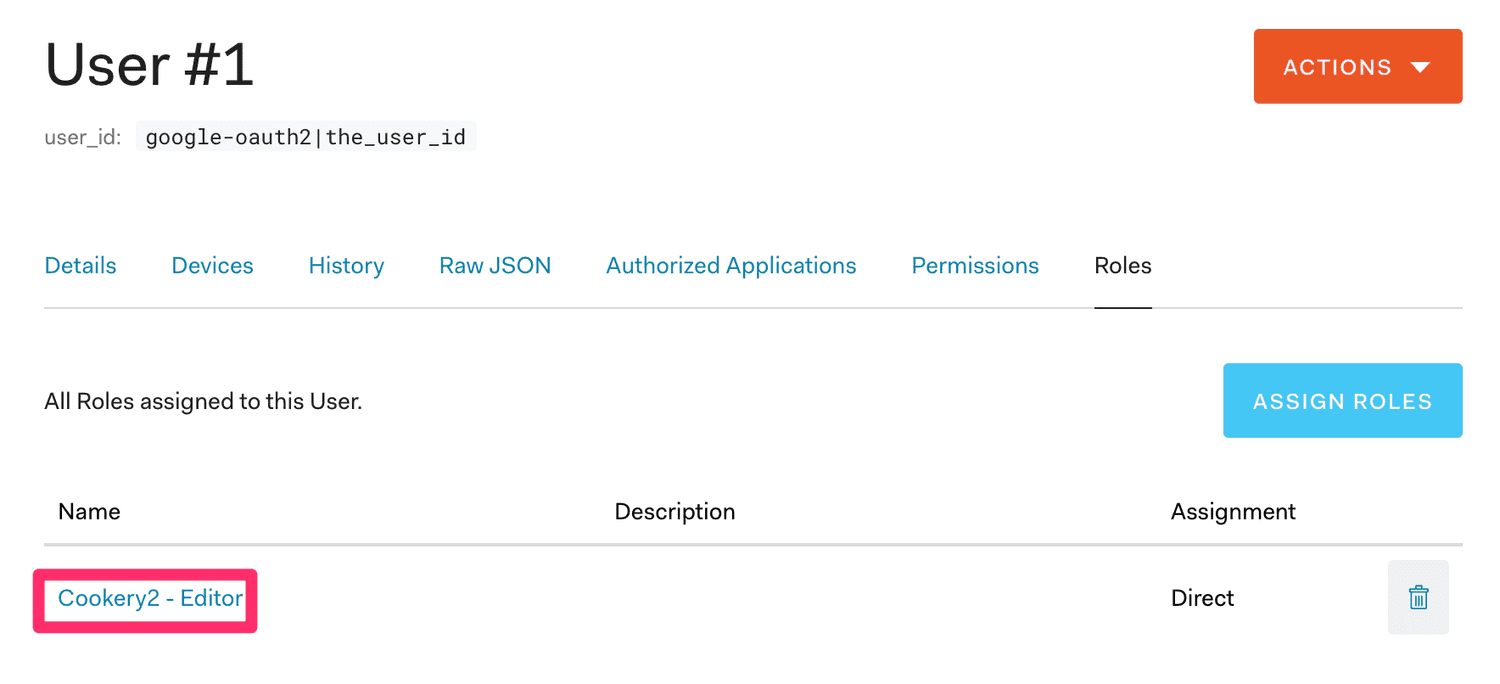 User #1
ACTIONS
user_id: google-oauth2|the_user_id
Details Devices History Raw JSON Authorized Applications Permissions Roles
All Roles assigned to this User.
ASSIGN ROLES
Name Description Assignment
Cookery2 - Editor Direct